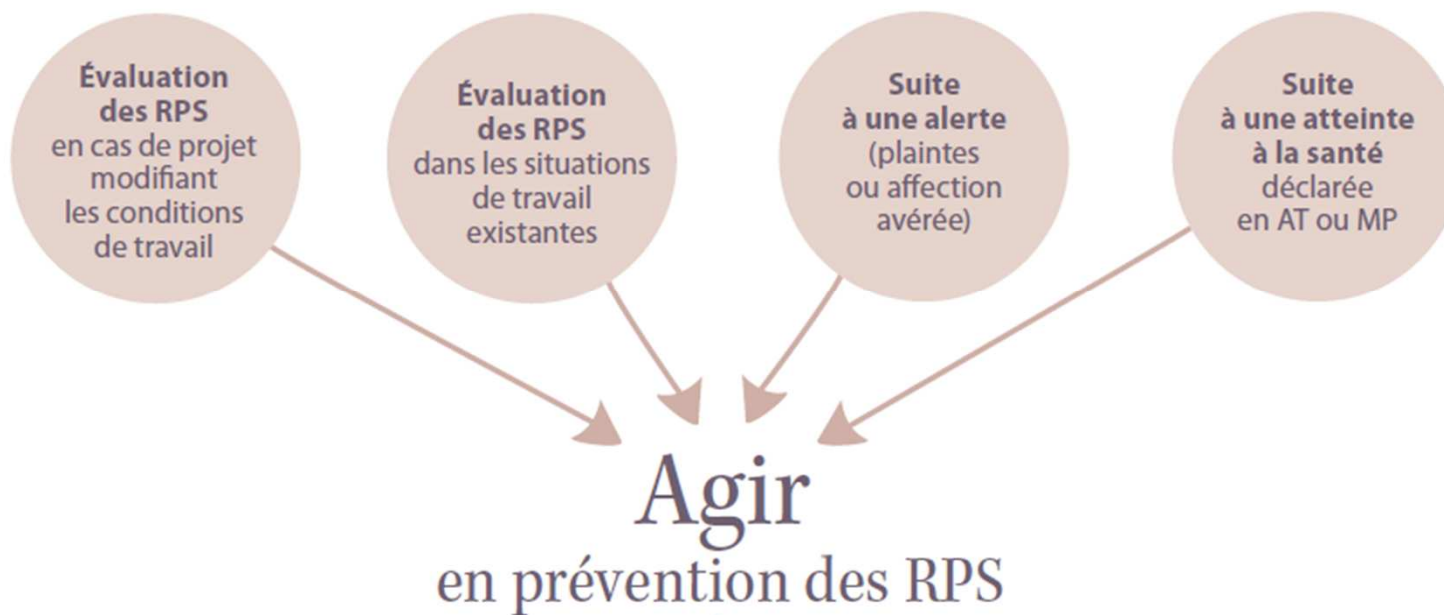 Évaluation
des RPS
en cas de projet
modifiant
les conditions
de travail
Évaluation
des RPS
dans les situations
de travail
existantes
Suite
à une alerte
(plaintes
ou affection
avérée)
Suite
à une atteinte
à la santé
déclarée
en AT ou MP
Agir
en prévention des RPS